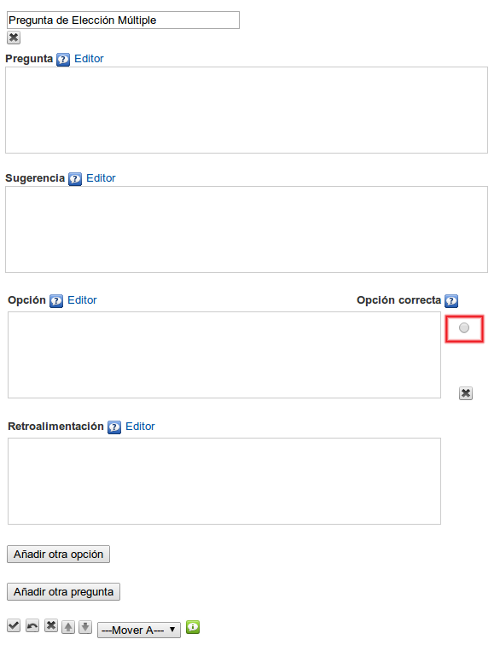 Pregunta de Elección Múltiple
Pregunta ? Editor
Sugerencia ? Editor
Opción ? Editor Opción correcta ?
Retroalimentación ? Editor
Añadir otra opción
Añadir otra pregunta
---Mover A---